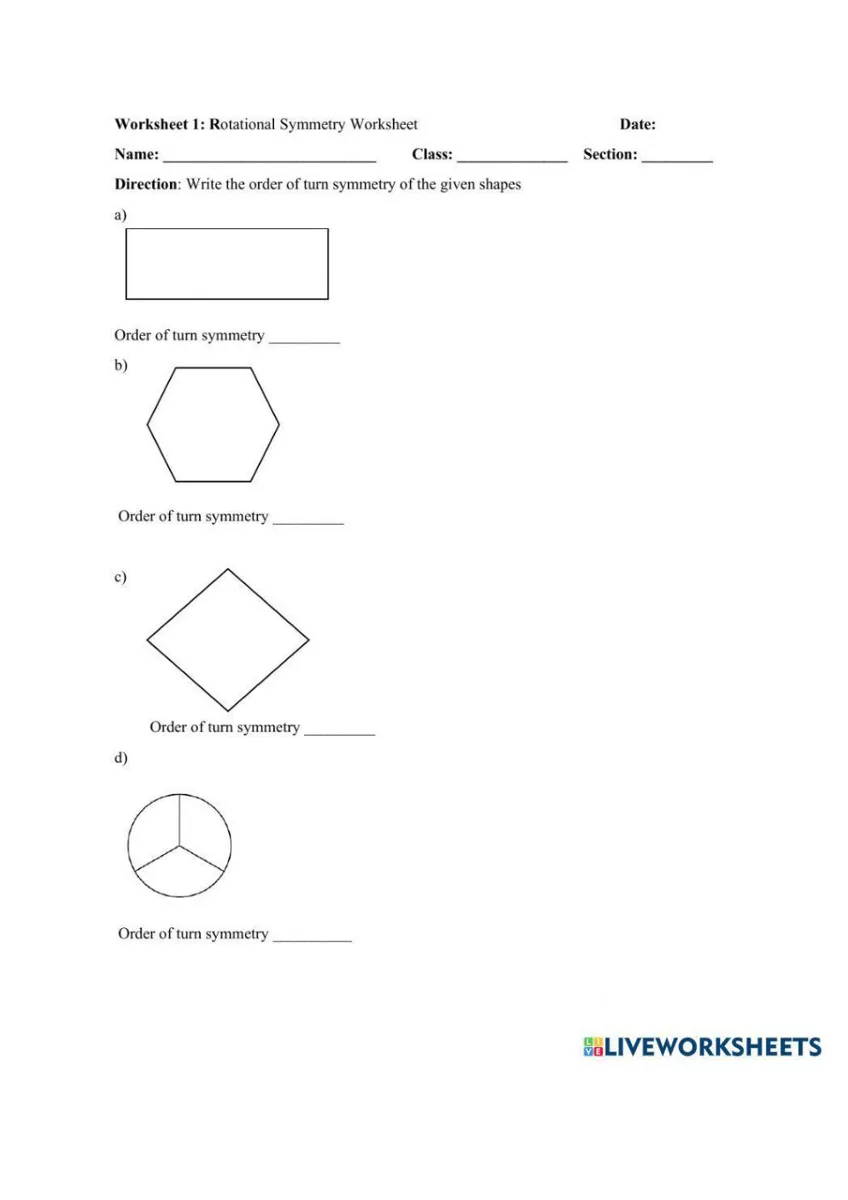 Worksheet 1: Rotational Symmetry Worksheet Date:
Name: ___________________________ Class: ______________ Section: _________
Direction: Write the order of turn symmetry of the given shapes
a)
Order of turn symmetry _________
b)
Order of turn symmetry _________
c)
Order of turn symmetry _________
d)
Order of turn symmetry __________
LIVE LIVEWORKSHEETS